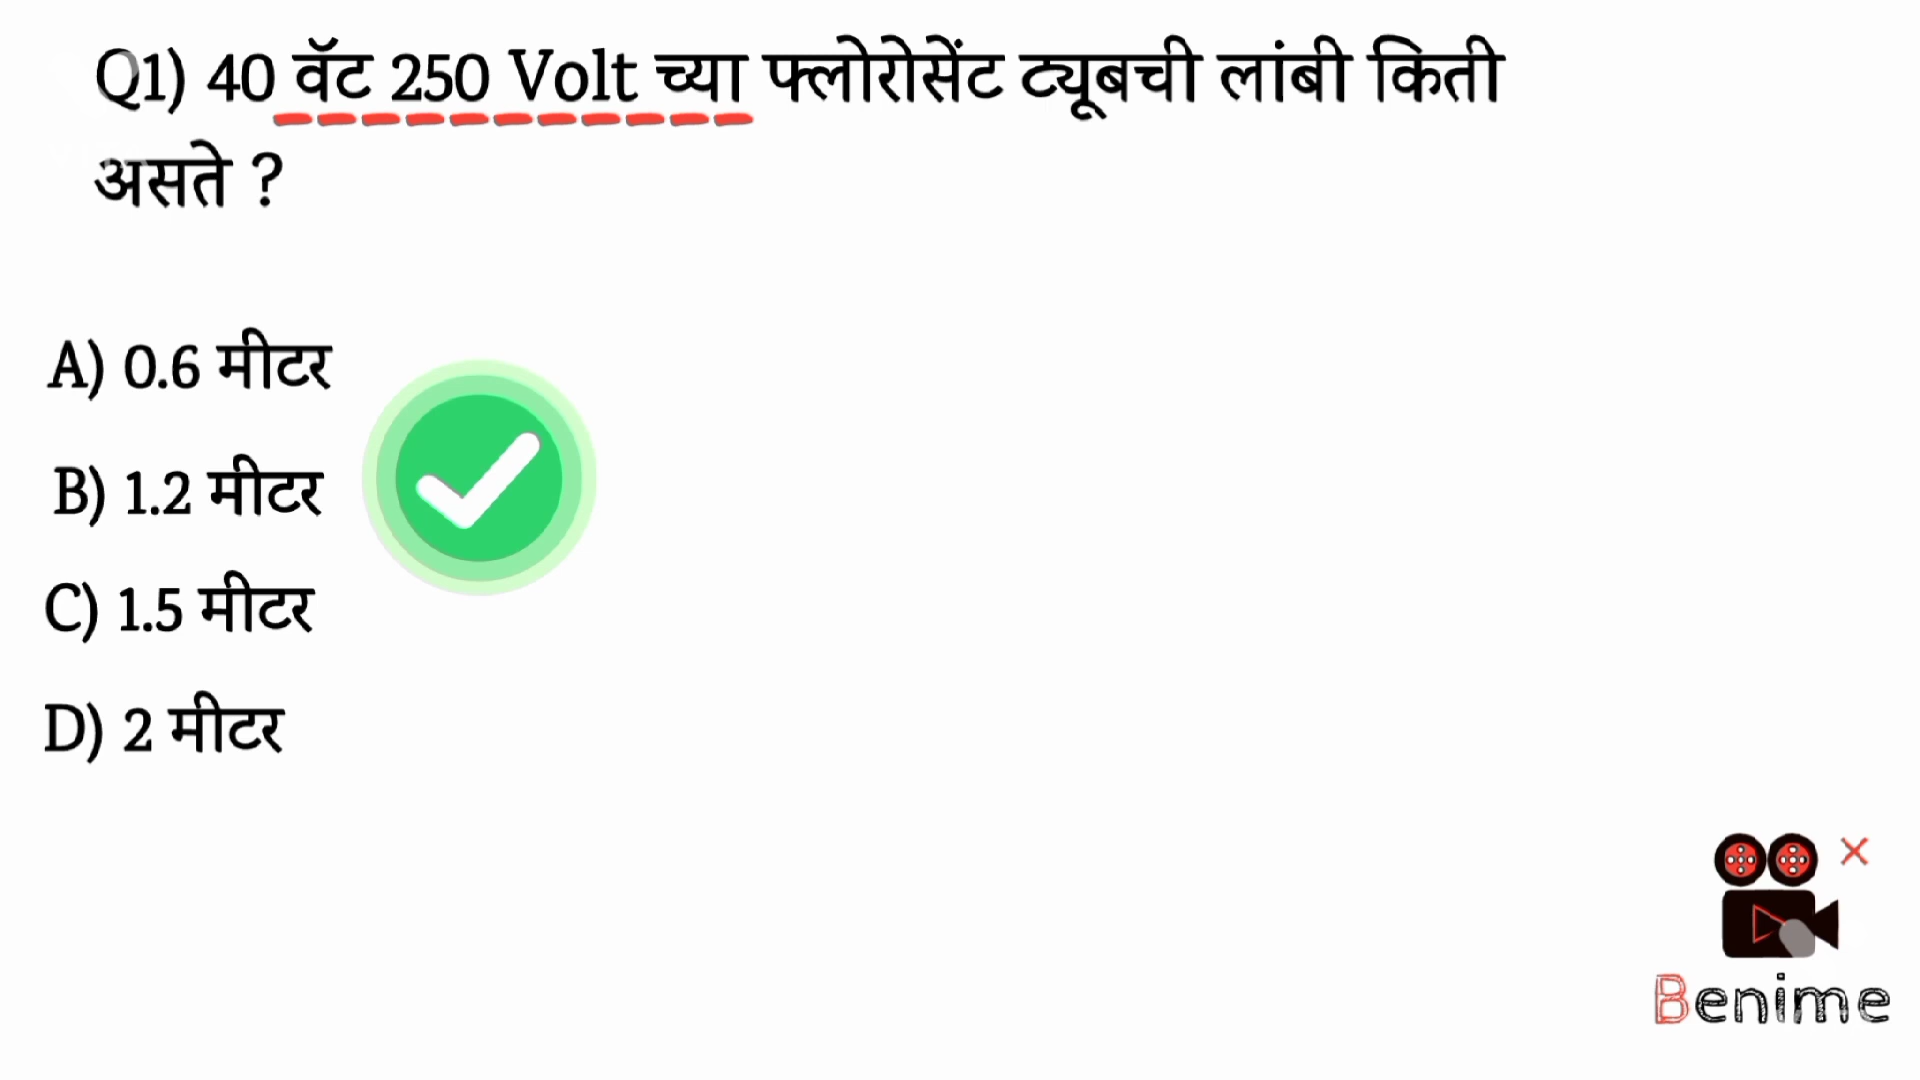 Q1) 40 वॅट 250 Volt च्या फ्लोरोसेंट ट्यूबची लांबी किती
असते ?
A) 0.6 मीटर
B) 1.2 मीटर
C) 1.5 मीटर
D) 2 मीटर
Benime